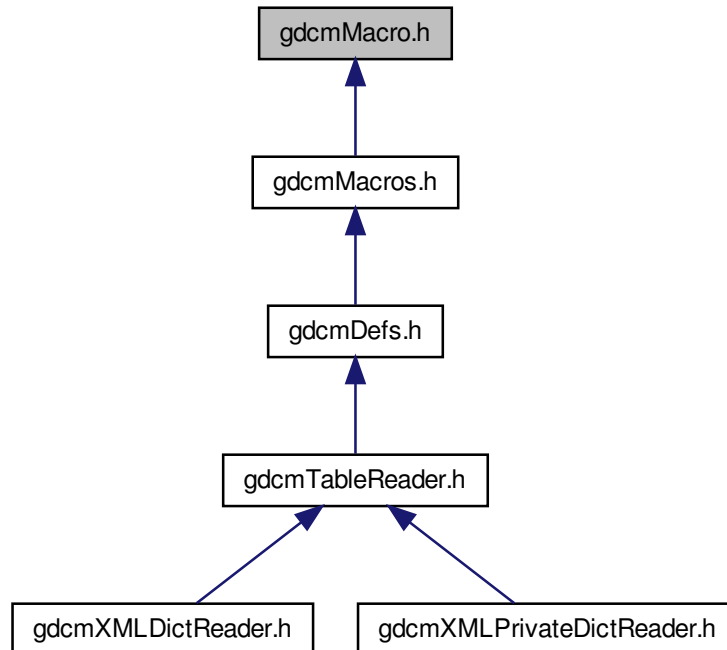 gdcmMacro.h
gdcmMacros.h
gdcmDefs.h
gdcmTableReader.h
gdcmXMLDictReader.h
gdcmXMLPrivateDictReader.h